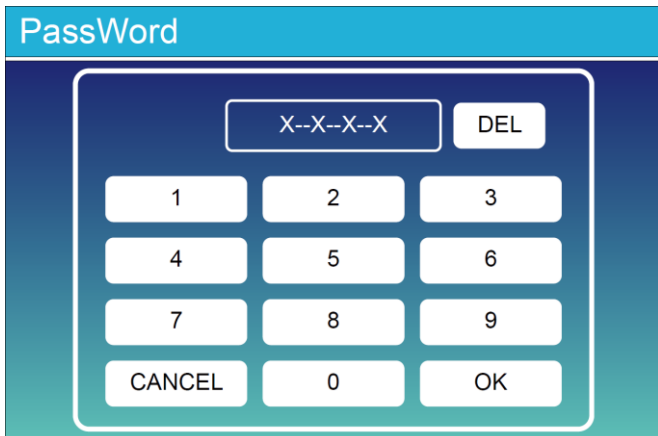 PassWord
X--X--X--X DEL
1 2 3
4 5 6
7 8 9
CANCEL 0 OK